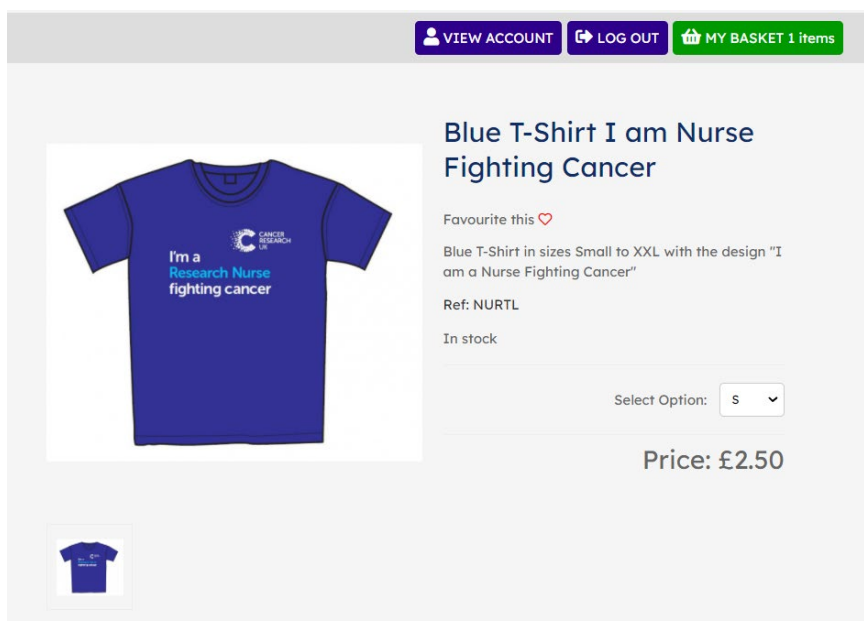 VIEW ACCOUNT
LOG OUT
MY BASKET 1 items
Blue T-Shirt I am Nurse
Fighting Cancer
Favourite this
Blue T-Shirt in sizes Small to XXL with the design "I
am a Nurse Fighting Cancer"
Ref: NURTL
In stock
Select Option: S
Price: £2.50
CANCER
RESEARCH
UK
I'm a
Research Nurse
fighting cancer